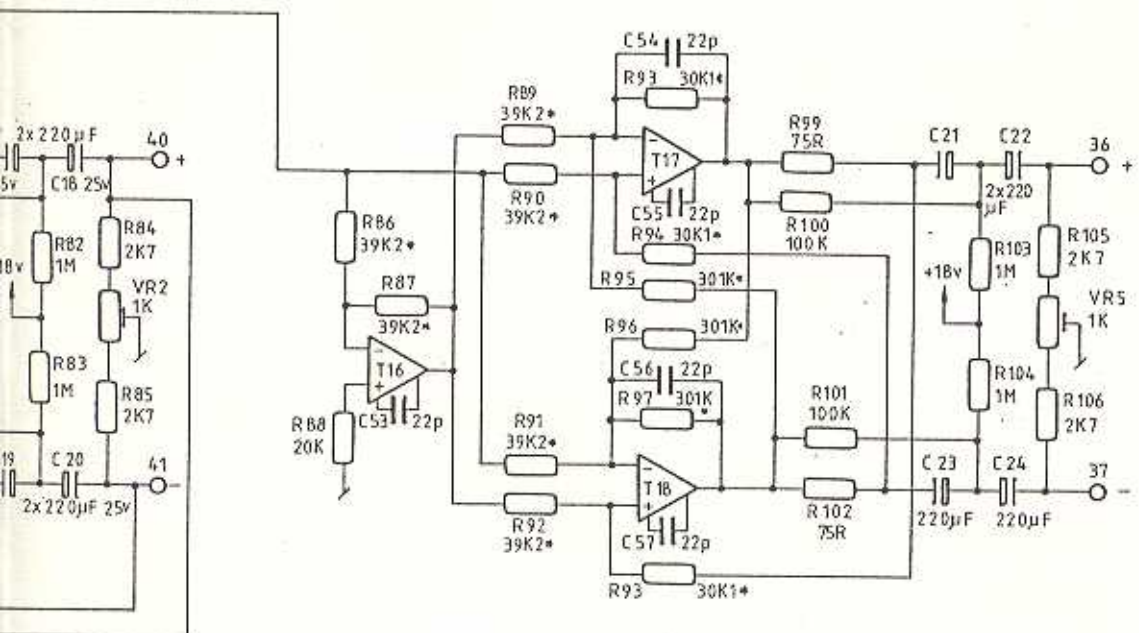 2x220µF
5v
C18 25v
40
+
R82
1M
R84
2K7
18v
VR2
1K
R83
1M
R85
2K7
19
C20
41
−
2x220µF 25v
R86
39K2*
R87
39K2*
−
T16
+
R88
20K
C53
22p
R89
39K2*
R90
39K2*
R91
39K2*
R92
39K2*
C54
22p
R93
30K1*
−
T17
+
C55
22p
R94
30K1*
R95
301K*
R96
301K*
C56
22p
R97
301K
*
−
T18
+
C57
22p
R93
30K1*
R99
75R
R100
100K
R101
100K
R102
75R
C21
C22
2x220
µF
36
+
R103
1M
R105
2K7
+18v
VR5
1K
R104
1M
R106
2K7
C23
C24
37
−
220µF
220µF